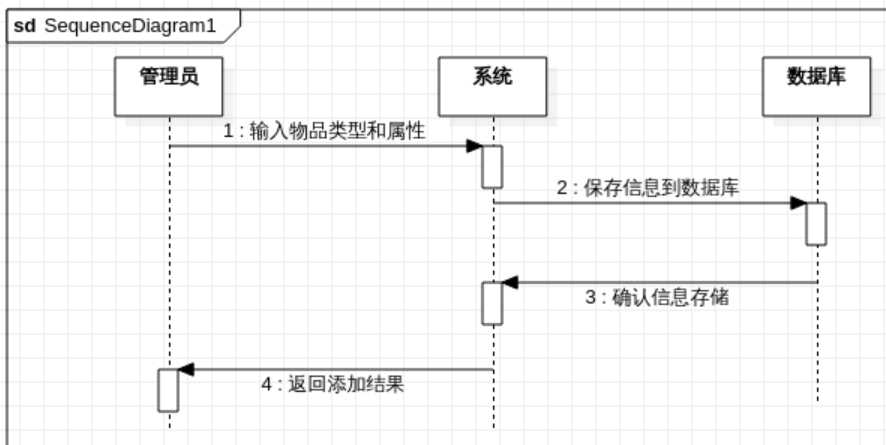 sd SequenceDiagram1
管理员
系统
数据库
1 : 输入物品类型和属性
2 : 保存信息到数据库
3 : 确认信息存储
4 : 返回添加结果